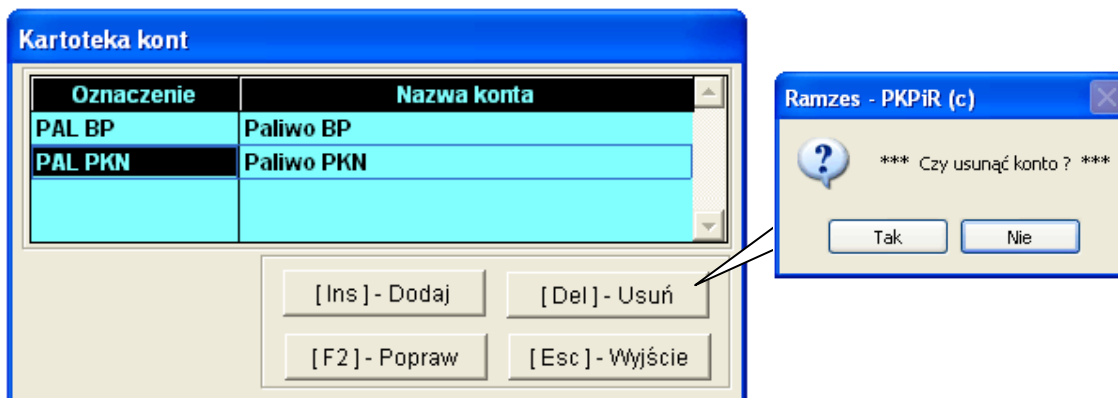 Kartoteka kont
Oznaczenie Nazwa konta
PAL BP Paliwo BP
PAL PKN Paliwo PKN
[Ins] - Dodaj [Del] - Usuń
[F2] - Popraw [Esc] - Wyjście
Ramzes - PKPiR (c)
*** Czy usunąć konto ? ***
Tak Nie